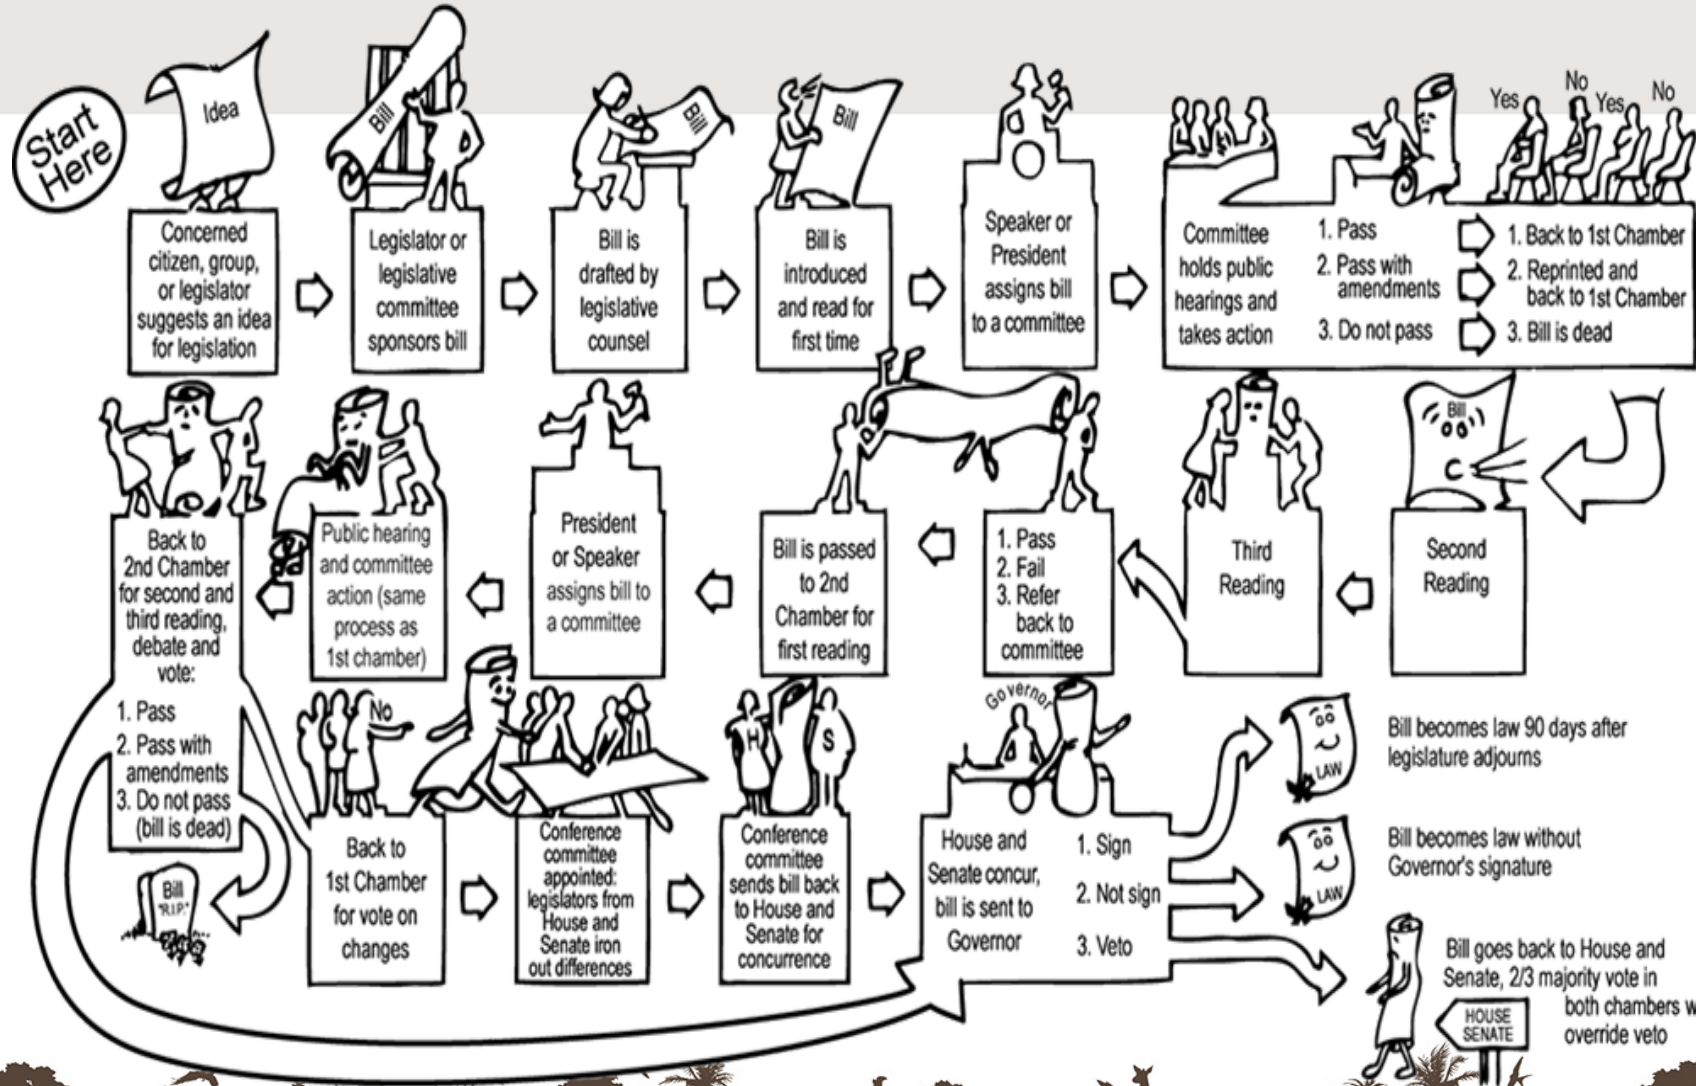 Start
Here
Idea
Concerned
citizen, group,
or legislator
suggests an idea
for legislation
Bill
Legislator or
legislative
committee
sponsors bill
Bill
Bill is
drafted by
legislative
counsel
Bill
Bill is
introduced
and read for
first time
Speaker or
President
assigns bill
to a committee
Yes
No
Yes
No
Committee
holds public
hearings and
takes action
1. Pass
2. Pass with
amendments
3. Do not pass
1. Back to 1st Chamber
2. Reprinted and
back to 1st Chamber
3. Bill is dead
Bill
Second
Reading
Third
Reading
1. Pass
2. Fail
3. Refer
back to
committee
Bill is passed
to 2nd
Chamber for
first reading
President
or Speaker
assigns bill to
a committee
Public hearing
and committee
action (same
process as
1st chamber)
Back to
2nd Chamber
for second and
third reading,
debate and
vote:
1. Pass
2. Pass with
amendments
3. Do not pass
(bill is dead)
Bill
"R.I.P."
No
Back to
1st Chamber
for vote on
changes
Conference
committee
appointed:
legislators from
House and
Senate iron
out differences
H
S
Conference
committee
sends bill back
to House and
Senate for
concurrence
Governor
House and
Senate concur,
bill is sent to
Governor
1. Sign
2. Not sign
3. Veto
LAW
Bill becomes law 90 days after
legislature adjourns
LAW
Bill becomes law without
Governor's signature
Bill goes back to House and
Senate, 2/3 majority vote in
both chambers
override veto
HOUSE
SENATE